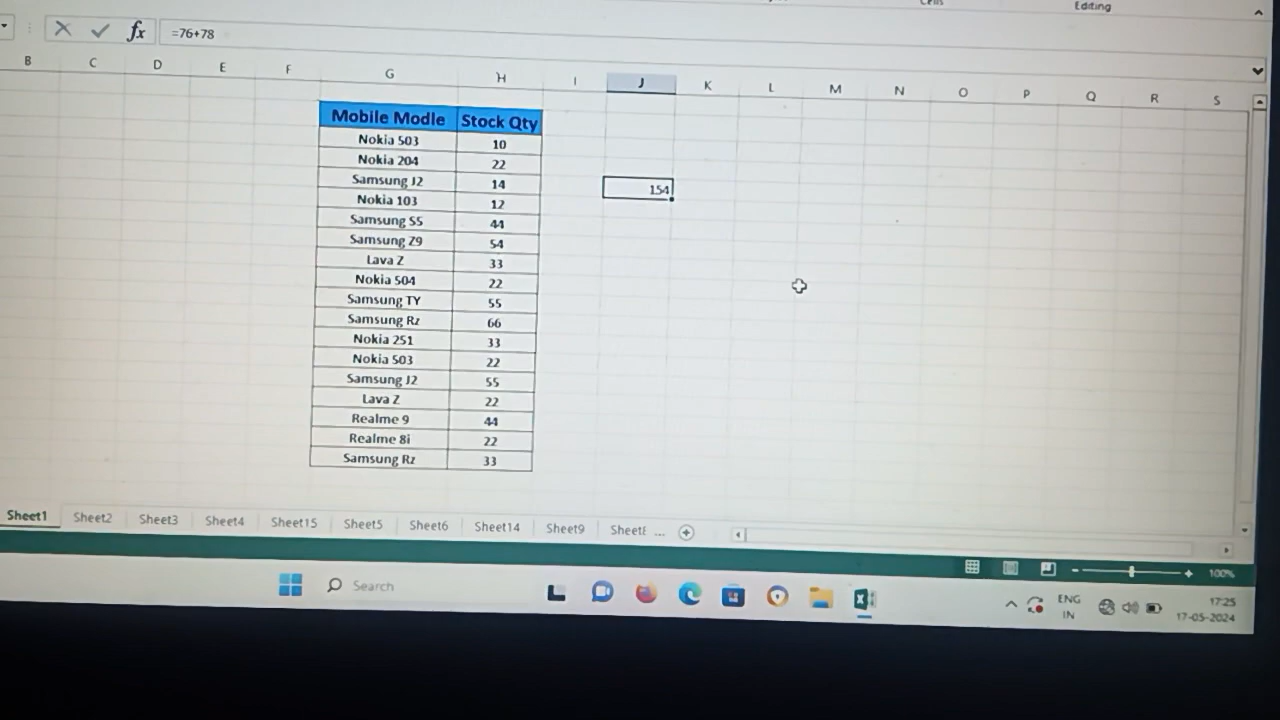 Editing
fx =76+78
B C D E F G H I J K L M N O P Q R S
Mobile Modle Stock Qty
Nokia 503 10
Nokia 204 22
Samsung J2 14
154
Nokia 103 12
Samsung S5 44
Samsung Z9 54
Lava Z 33
Nokia 504 22
Samsung TY 55
Samsung Rz 66
Nokia 251 33
Nokia 503 22
Samsung J2 55
Lava Z 22
Realme 9 44
Realme 8i 22
Samsung Rz 33
Sheet1 Sheet2 Sheet3 Sheet4 Sheet15 Sheet5 Sheet6 Sheet14 Sheet9 ...
100%
Search
ENG
IN
17:25
17-05-2024